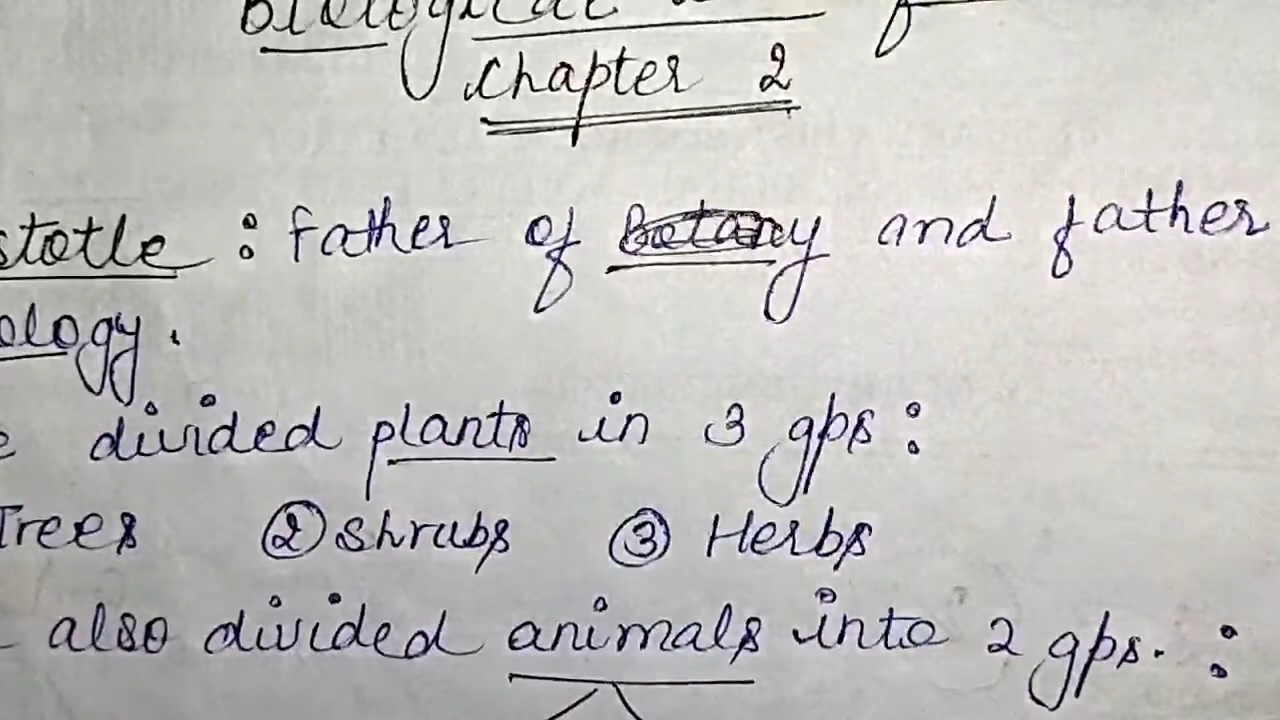 Biological
Chapter 2
stotle : Father of Botany and father
ology.
e divided plants in 3 gps :
Trees ② Shrubs ③ Herbs
also divided animals into 2 gps. :